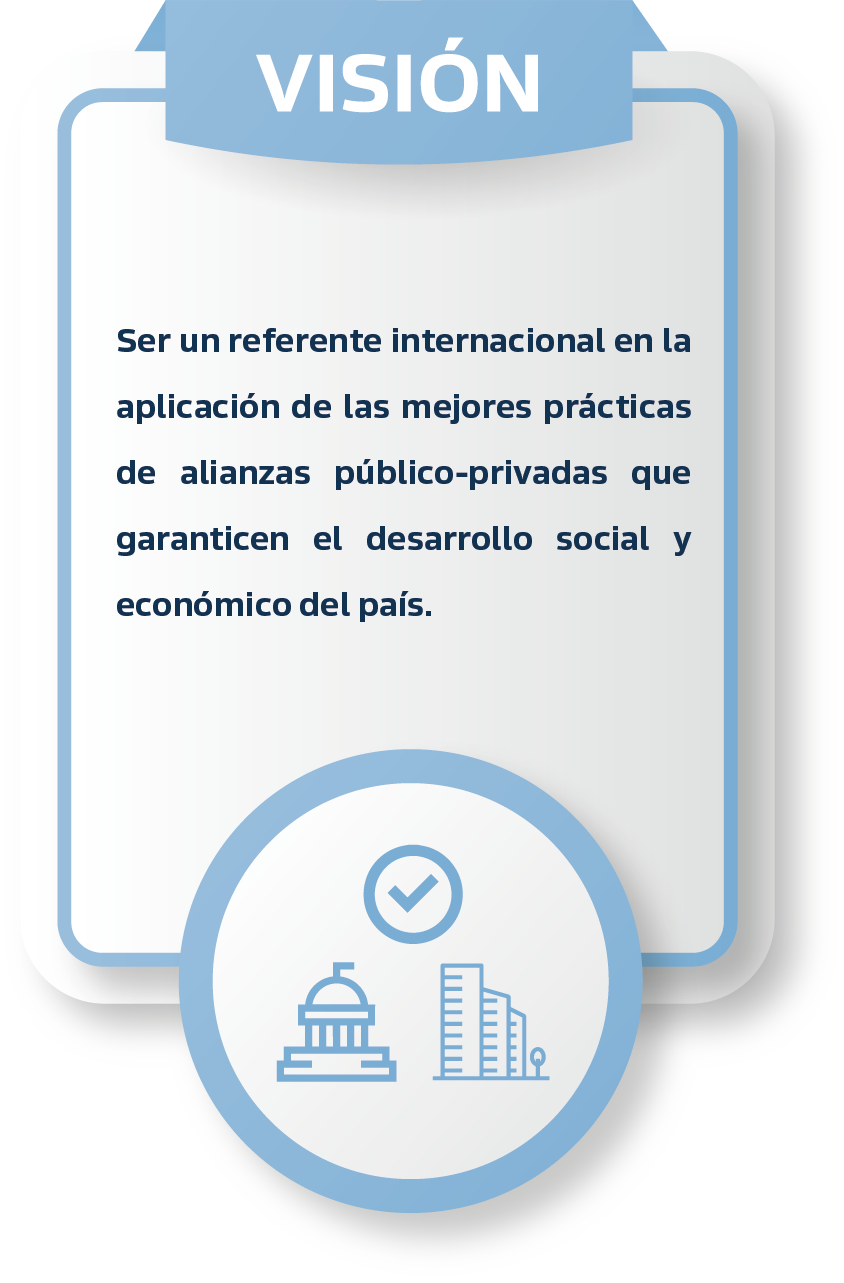 VISIÓN
Ser un referente internacional en la
aplicación de las mejores prácticas
de alianzas público-privadas que
garanticen el desarrollo social y
económico del país.